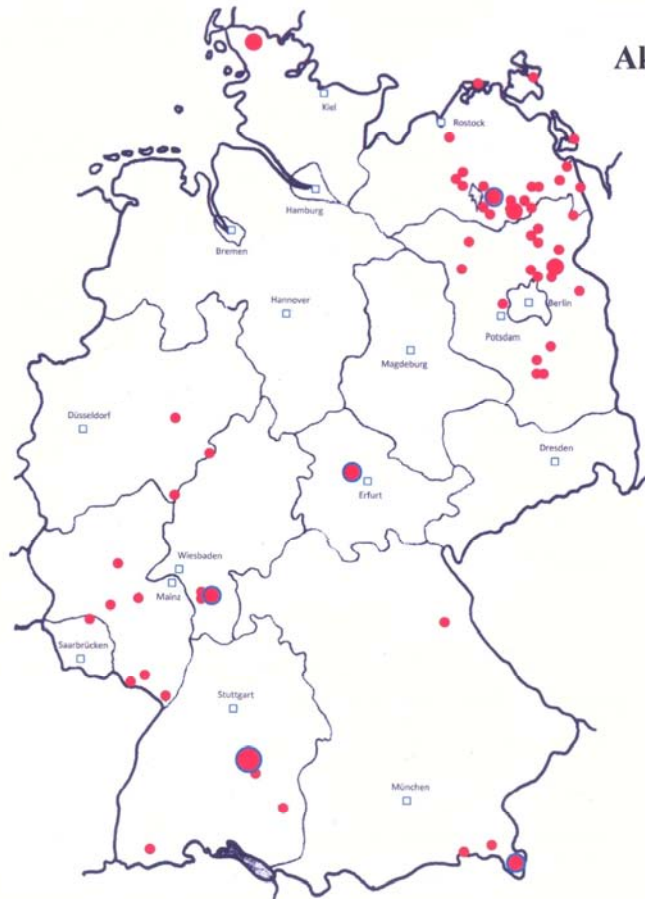 Al
Kiel
Rostock
Hamburg
Bremen
Hannover
Berlin
Potsdam
Magdeburg
Düsseldorf
Dresden
Erfurt
Wiesbaden
Mainz
Saarbrücken
Stuttgart
München